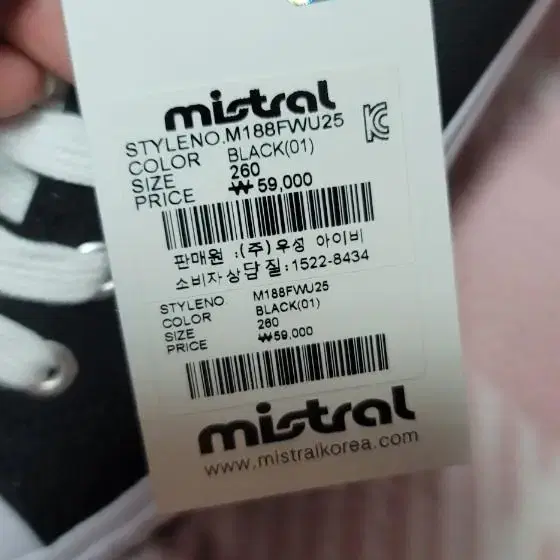 mistral
STYLENO.M188FWU25
COLOR BLACK(01)
SIZE 260
PRICE ₩59,000
판매원 :(주)우성 아이비
소비자상담 질:1522-8434
STYLENO M188FWU25
COLOR BLACK(01)
SIZE 260
PRICE ₩59,000
mistral
www.mistralkorea.com